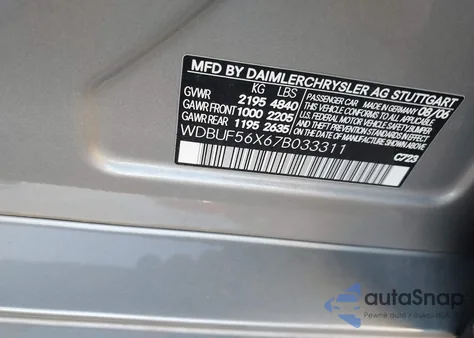 MFD BY DAIMLERCHRYSLER AG STUTTGART
KG LBS
GVWR 2195 4840
GAWR FRONT 1000 2205
GAWR REAR 1195 2635
PASSENGER CAR MADE IN GERMANY 08/06
THIS VEHICLE CONFORMS TO ALL
APPLICABLE U.S. FEDERAL MOTOR
VEHICLE SAFETY, BUMPER, AND
THEFT PREVENTION STANDARDS
IN EFFECT ON THE DATE OF
MANUFACTURE SHOWN ABOVE
WDBUF56X67B033311
C723
autoSnap